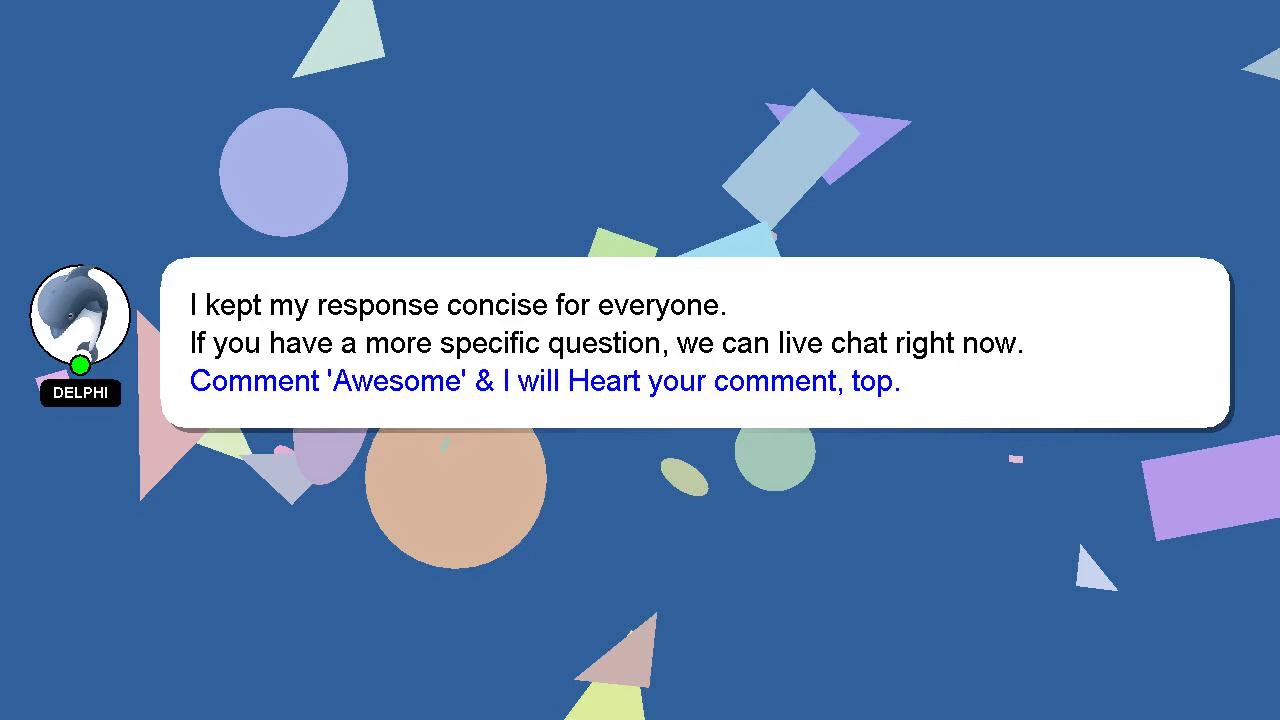 I kept my response concise for everyone.
If you have a more specific question, we can live chat right now.
Comment 'Awesome' & I will Heart your comment, top.
DELPHI